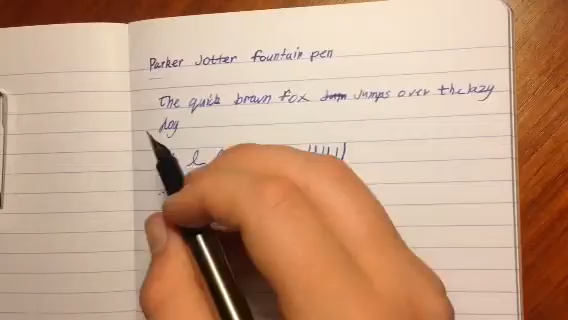 Parker Jotter fountain pen
The quick brown fox jumps over the lazy
dog